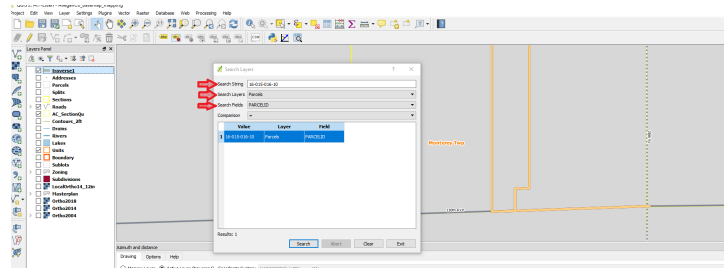 Project Edit View Layer Settings Plugins Vector Raster Database Web Processing Help
Layers Panel
Traverse1
Addresses
Parcels
Splits
Sections
Roads
AC_SectionQu
Contours_2ft
Drains
Rivers
Lakes
Units
Boundary
Sublots
Zoning
Subdivisions
LocalOrtho14_12in
Masterplan
Ortho2018
Ortho2014
Ortho2004
Search Layers
? X
Search String 16-015-016-10
Search Layers Parcels
Search Fields PARCELID
Comparison =
Value Layer Field
1 16-015-016-10 Parcels PARCELID
Results: 1
Search Abort Clear Exit
Monterey Twp
Azimuth and distance
Drawing Options Help